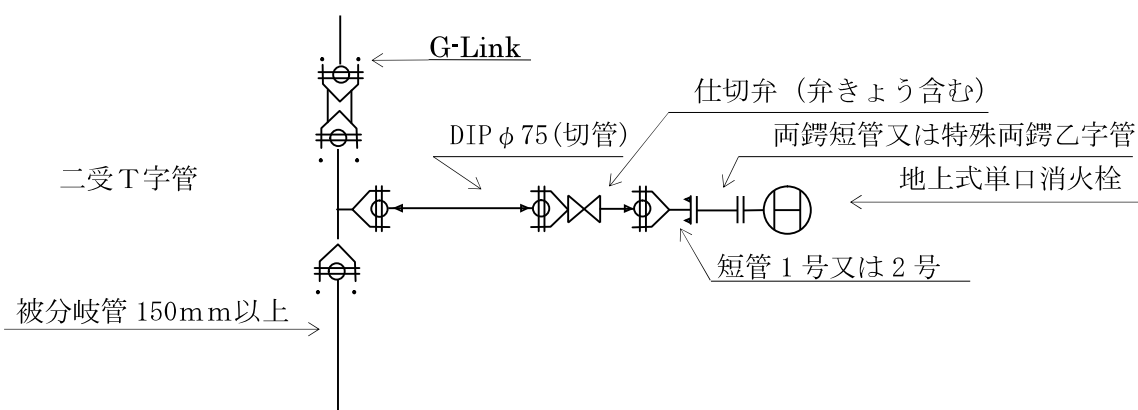 G-Link
仕切弁（弁きょう含む）
DIPφ75(切管)
両鍔短管又は特殊両鍔乙字管
二受T字管
地上式単口消火栓
短管1号又は2号
被分岐管150mm以上